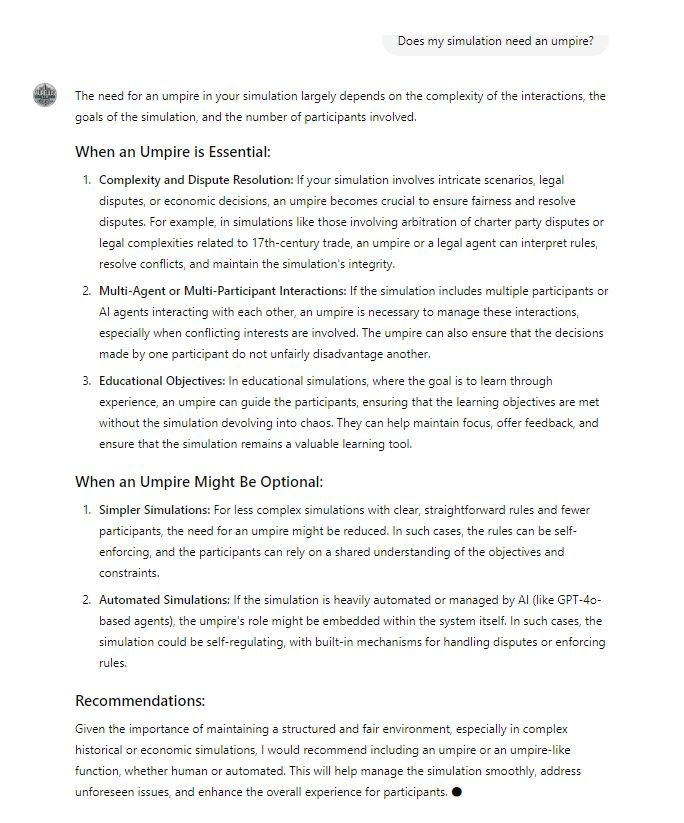 Does my simulation need an umpire?
The need for an umpire in your simulation largely depends on the complexity of the interactions, the
goals of the simulation, and the number of participants involved.
When an Umpire is Essential:
1. Complexity and Dispute Resolution: If your simulation involves intricate scenarios, legal
disputes, or economic decisions, an umpire becomes crucial to ensure fairness and resolve
disputes. For example, in simulations like those involving arbitration of charter party disputes or
legal complexities related to 17th-century trade, an umpire or a legal agent can interpret rules,
resolve conflicts, and maintain the simulation's integrity.
2. Multi-Agent or Multi-Participant Interactions: If the simulation includes multiple participants or
AI agents interacting with each other, an umpire is necessary to manage these interactions,
especially when conflicting interests are involved. The umpire can also ensure that the decisions
made by one participant do not unfairly disadvantage another.
3. Educational Objectives: In educational simulations, where the goal is to learn through
experience, an umpire can guide the participants, ensuring that the learning objectives are met
without the simulation devolving into chaos. They can help maintain focus, offer feedback, and
ensure that the simulation remains a valuable learning tool.
When an Umpire Might Be Optional:
1. Simpler Simulations: For less complex simulations with clear, straightforward rules and fewer
participants, the need for an umpire might be reduced. In such cases, the rules can be self-
enforcing, and the participants can rely on a shared understanding of the objectives and
constraints.
2. Automated Simulations: If the simulation is heavily automated or managed by AI (like GPT-4o-
based agents), the umpire's role might be embedded within the system itself. In such cases, the
simulation could be self-regulating, with built-in mechanisms for handling disputes or enforcing
rules.
Recommendations:
Given the importance of maintaining a structured and fair environment, especially in complex
historical or economic simulations, I would recommend including an umpire or an umpire-like
function, whether human or automated. This will help manage the simulation smoothly, address
unforeseen issues, and enhance the overall experience for participants.